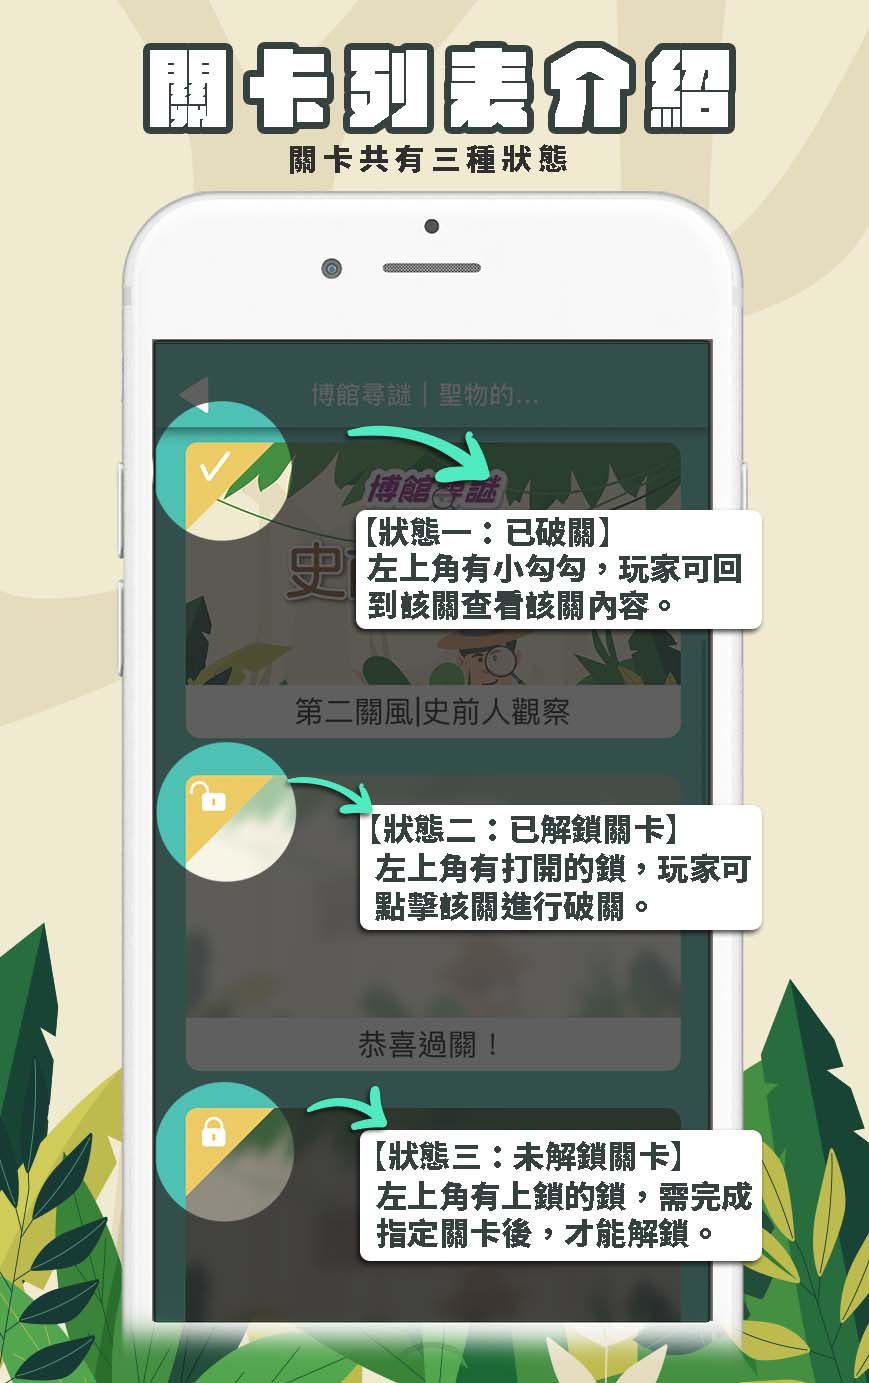 關卡列表介紹
關卡共有三種狀態
博館尋謎｜聖物的...
博館尋謎
史
【狀態一：已破關】
左上角有小勾勾，玩家可回
到該關查看該關內容。
第二關風|史前人觀察
【狀態二：已解鎖關卡】
左上角有打開的鎖，玩家可
點擊該關進行破關。
恭喜過關！
【狀態三：未解鎖關卡】
左上角有上鎖的鎖，需完成
指定關卡後，才能解鎖。